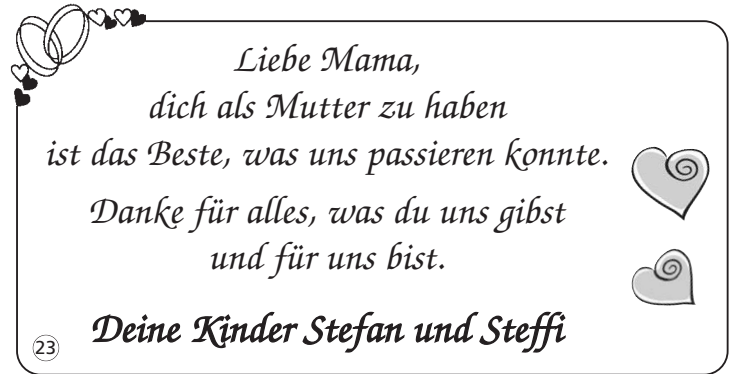 Liebe Mama,
dich als Mutter zu haben
ist das Beste, was uns passieren konnte.
Danke für alles, was du uns gibst
und für uns bist.
Deine Kinder Stefan und Steffi
23